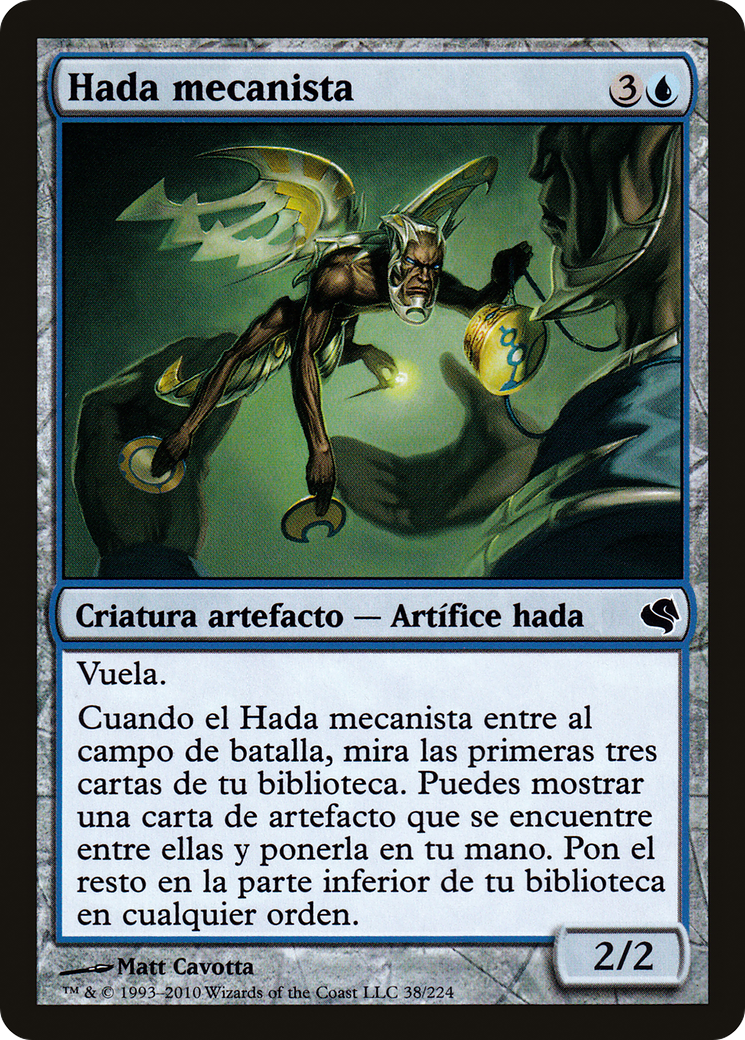 Hada mecanista 3
Criatura artefacto — Artífice hada
Vuela.
Cuando el Hada mecanista entre al
campo de batalla, mira las primeras tres
cartas de tu biblioteca. Puedes mostrar
una carta de artefacto que se encuentre
entre ellas y ponerla en tu mano. Pon el
resto en la parte inferior de tu biblioteca
en cualquier orden.
2/2
Matt Cavotta
™ & © 1993–2010 Wizards of the Coast LLC 38/224